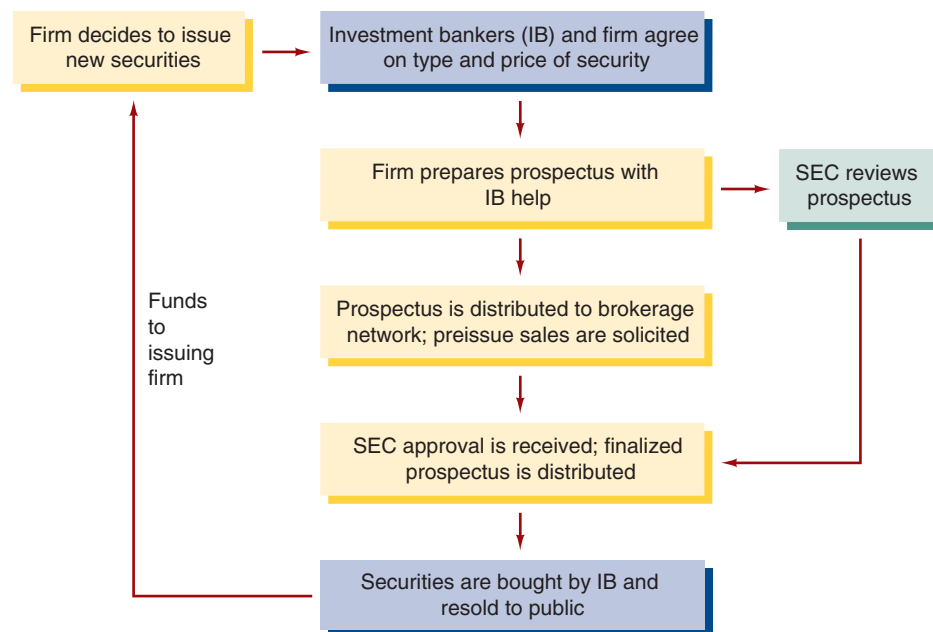 Firm decides to issue
new securities
Investment bankers (IB) and firm agree
on type and price of security
Firm prepares prospectus with
IB help
SEC reviews
prospectus
Prospectus is distributed to brokerage
network; preissue sales are solicited
Funds
to
issuing
firm
SEC approval is received; finalized
prospectus is distributed
Securities are bought by IB and
resold to public